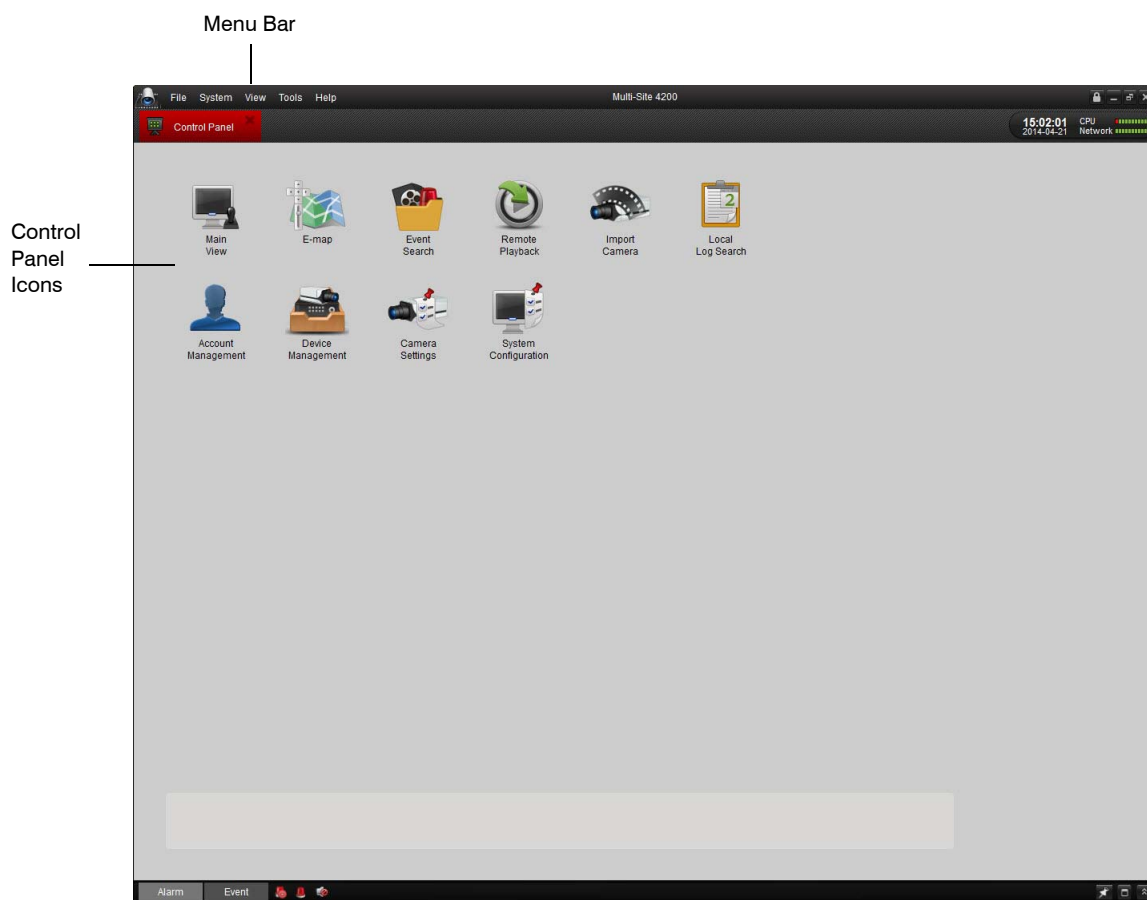 Menu Bar
File System View Tools Help
Multi-Site 4200
Control Panel
15:02:01
2014-04-21
CPU
Network
Control
Panel
Icons
Main
View
E-map
Event
Search
Remote
Playback
Import
Camera
2
Local
Log Search
Account
Management
Device
Management
Camera
Settings
System
Configuration
Alarm
Event